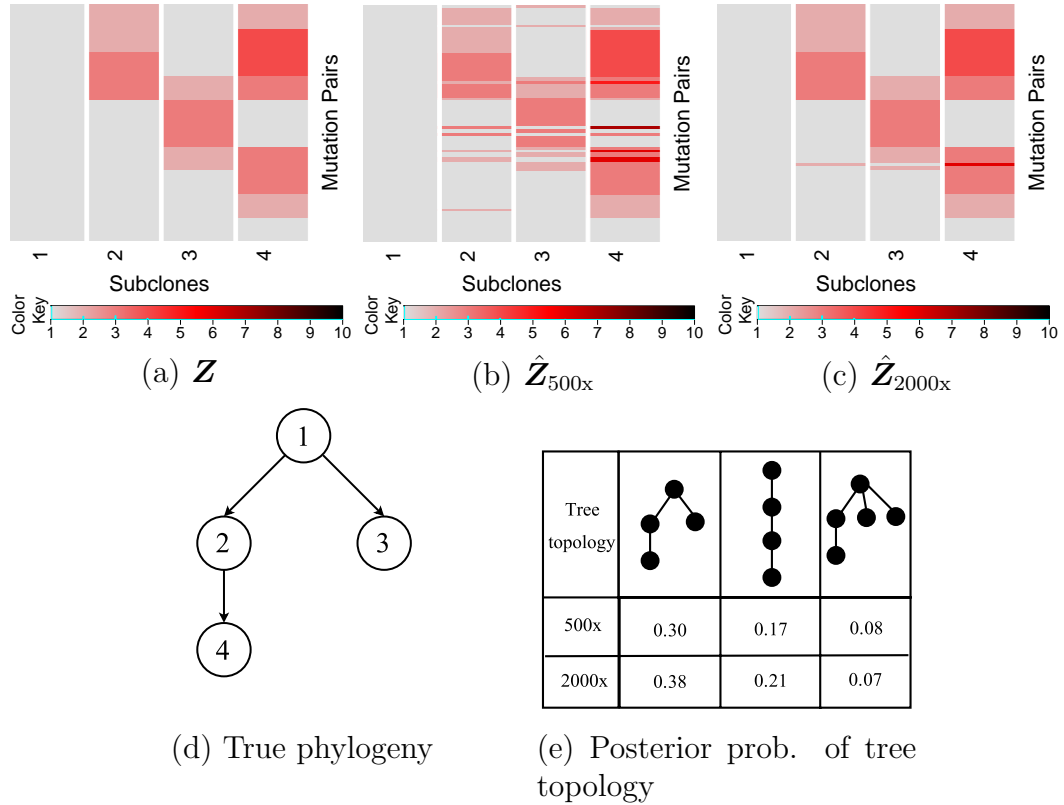 Mutation Pairs
1 2 3 4
Subclones
Color Key
1 2 3 4 5 6 7 8 9 10
(a) Z
Mutation Pairs
1 2 3 4
Subclones
Color Key
1 2 3 4 5 6 7 8 9 10
(b) Ẑ500x
Mutation Pairs
1 2 3 4
Subclones
Color Key
1 2 3 4 5 6 7 8 9 10
(c) Ẑ2000x
1
2 3
4
(d) True phylogeny
Tree
topology
500x 0.30 0.17 0.08
2000x 0.38 0.21 0.07
(e) Posterior prob. of tree
topology